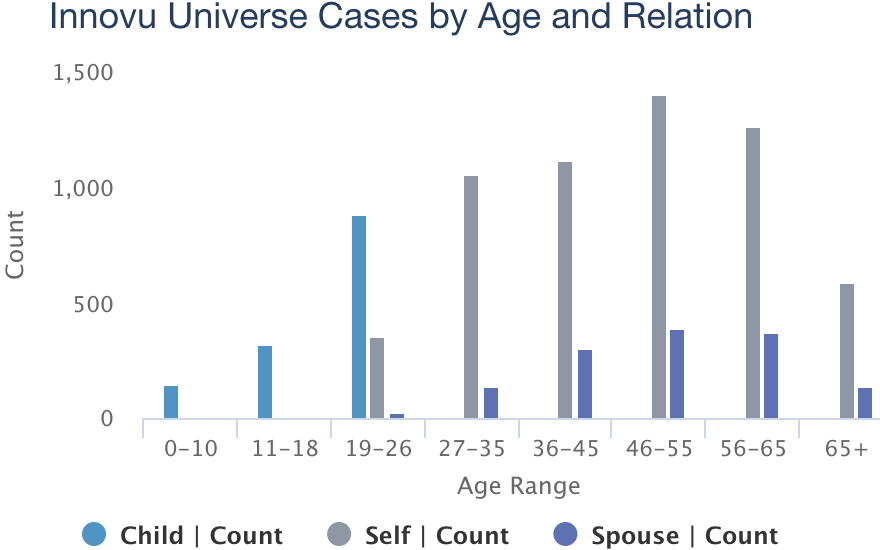 Innovu Universe Cases by Age and Relation
1,500
1,000
500
0
Count
0-10 11-18 19-26 27-35 36-45 46-55 56-65 65+
Age Range
Child | Count Self | Count Spouse | Count